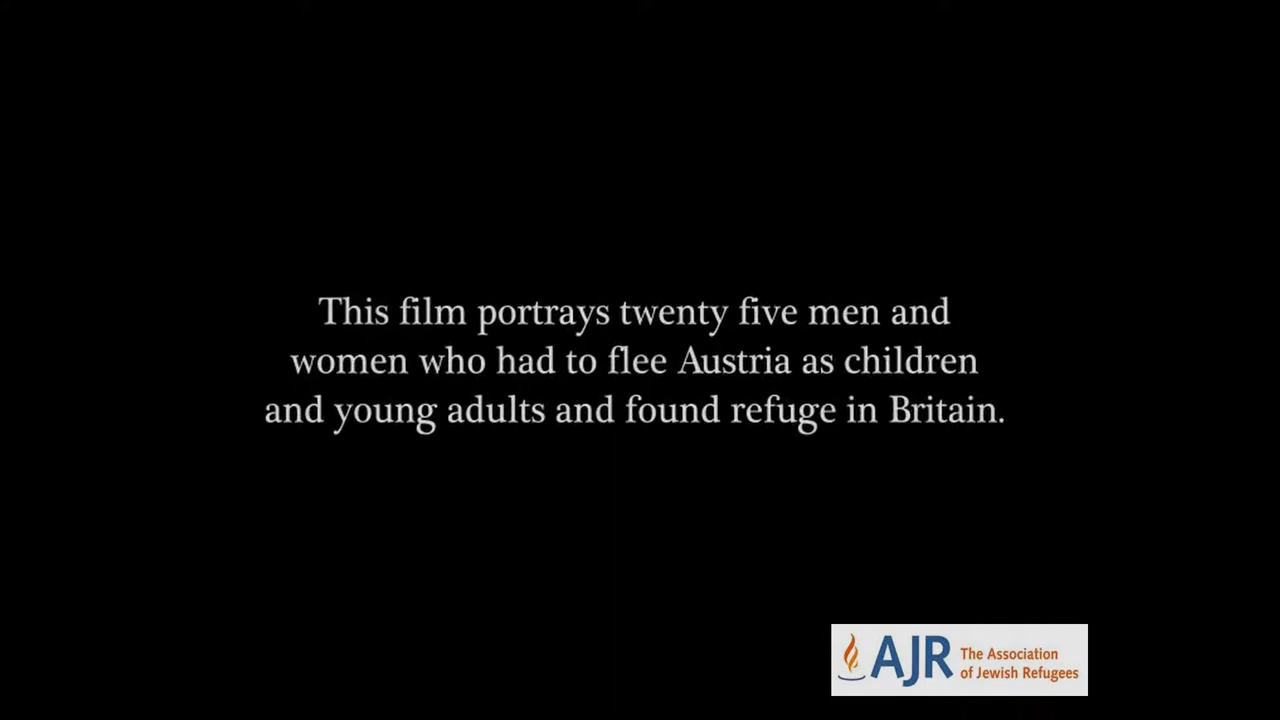 This film portrays twenty five men and
women who had to flee Austria as children
and young adults and found refuge in Britain.
AJR
The Association
of Jewish Refugees